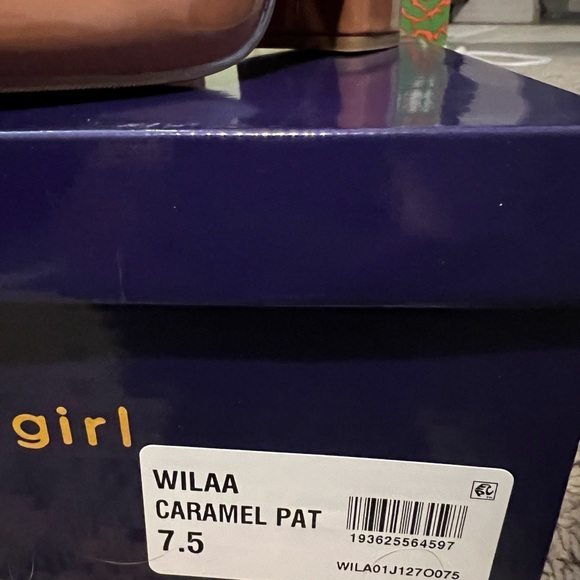 girl
WILAA
CARAMEL PAT
7.5
193625564597
WILA01J127O075